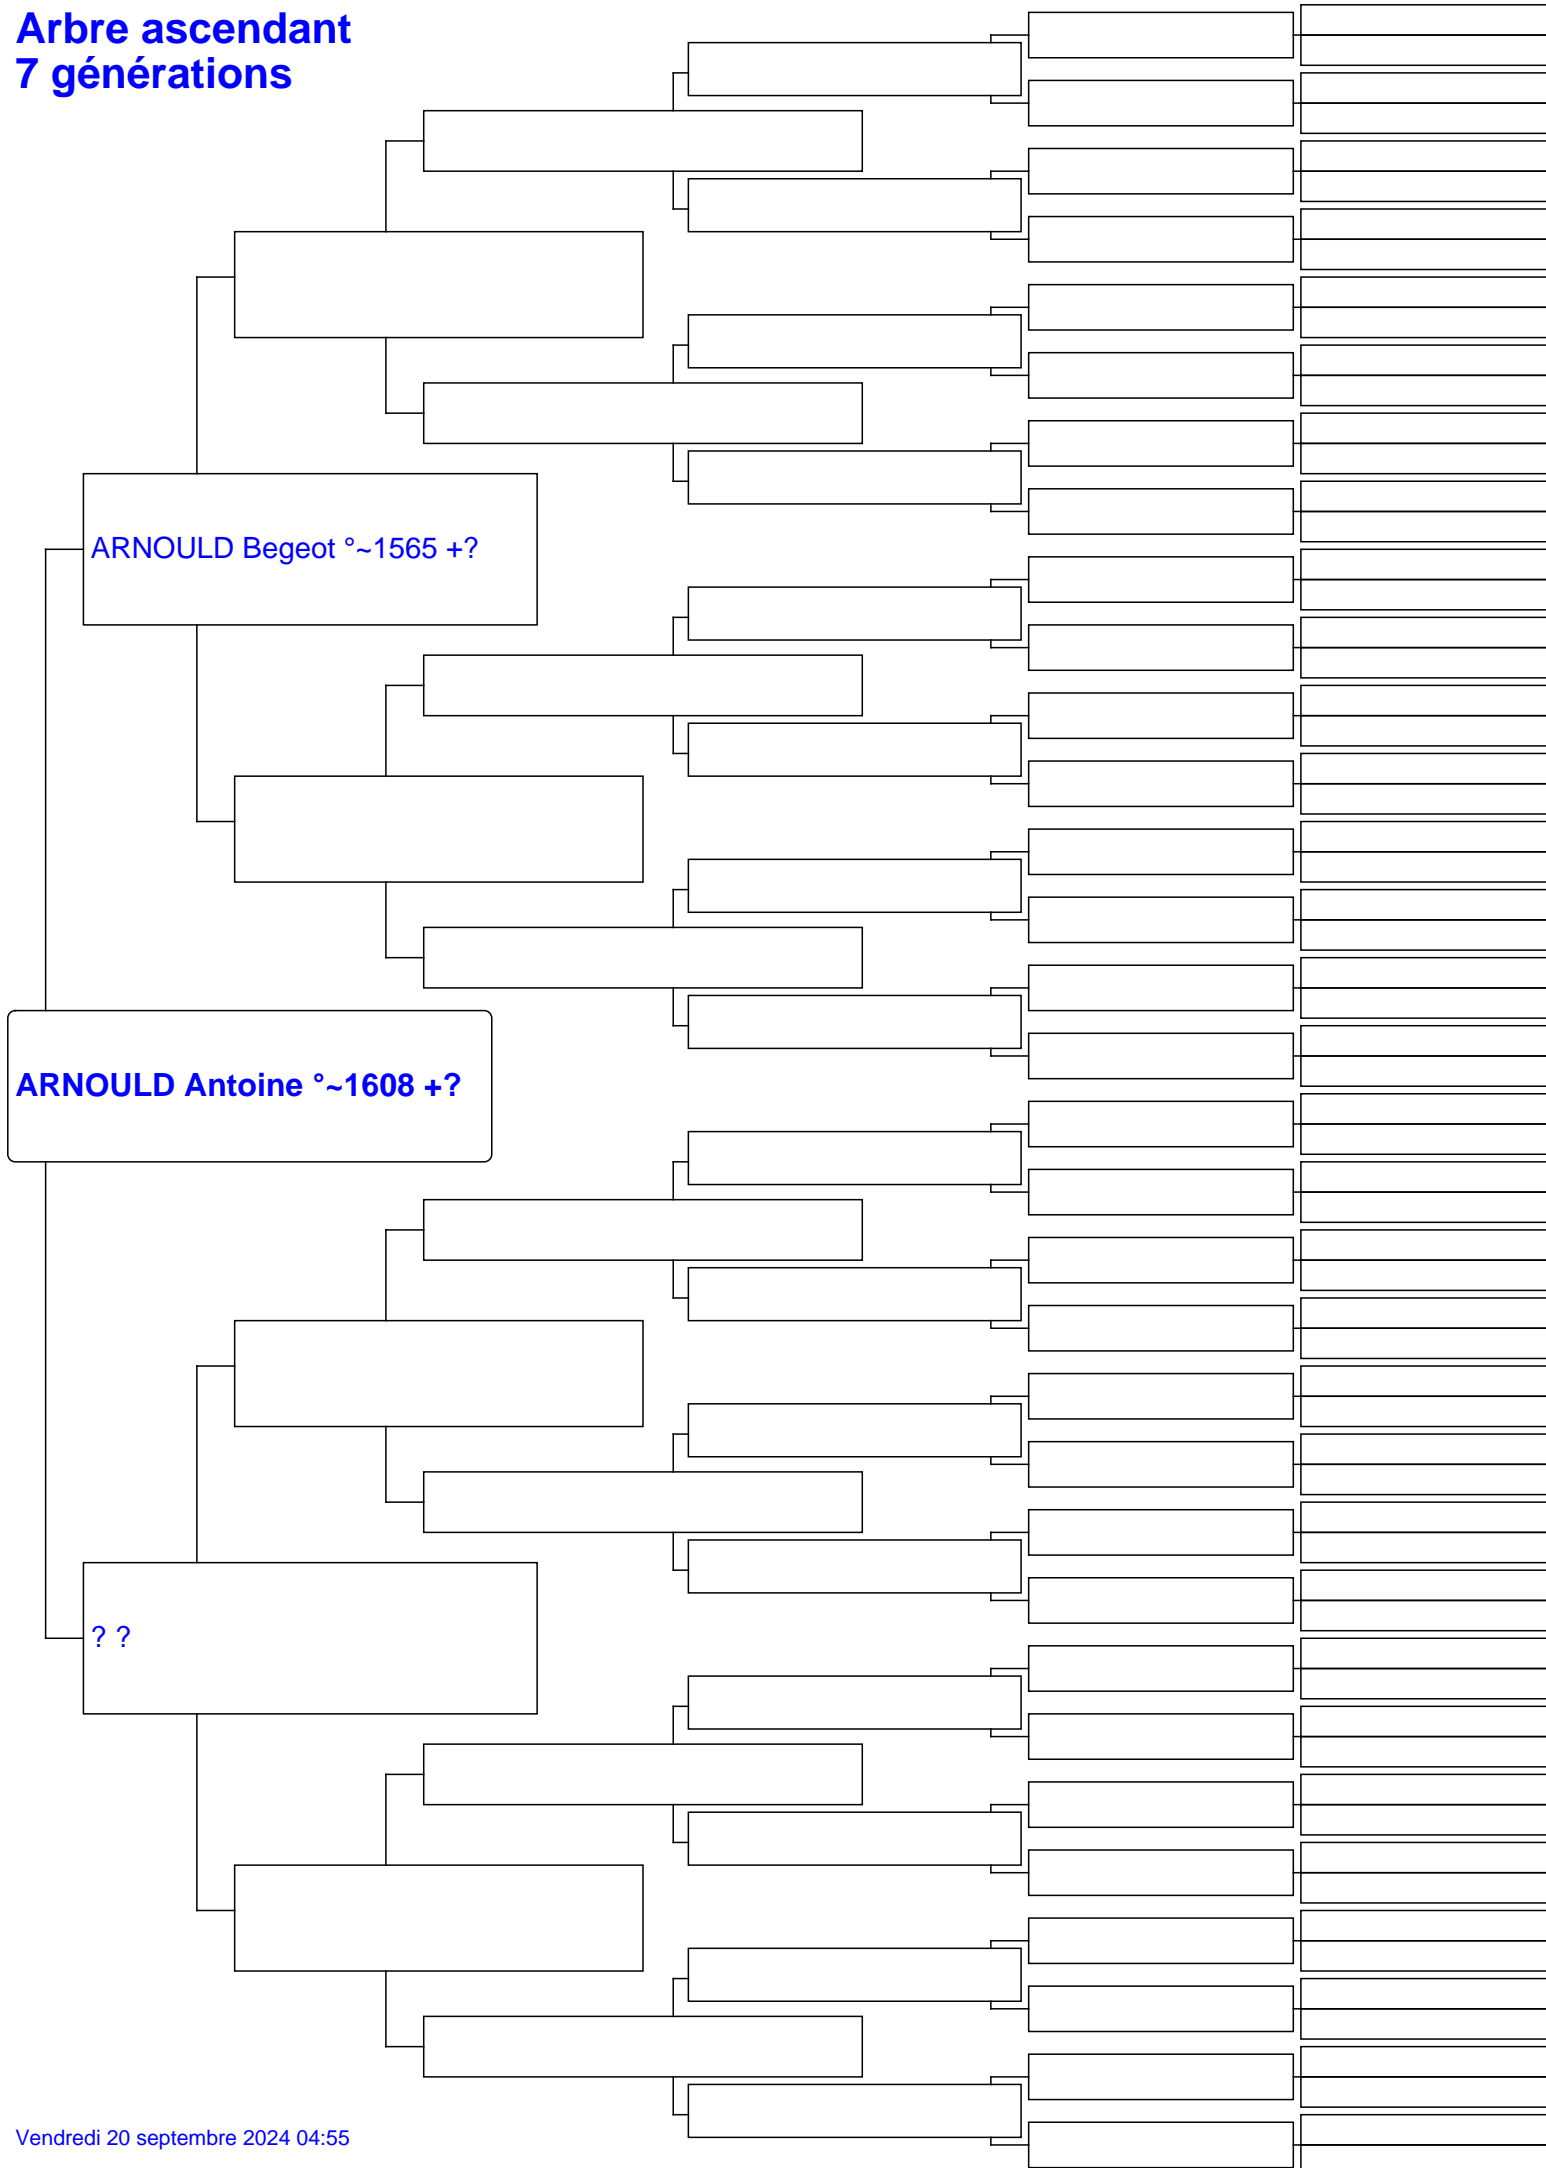 Arbre ascendant
7 générations
ARNOULD Begeot °~1565 +?
ARNOULD Antoine °~1608 +?
? ?
Vendredi 20 septembre 2024 04:55